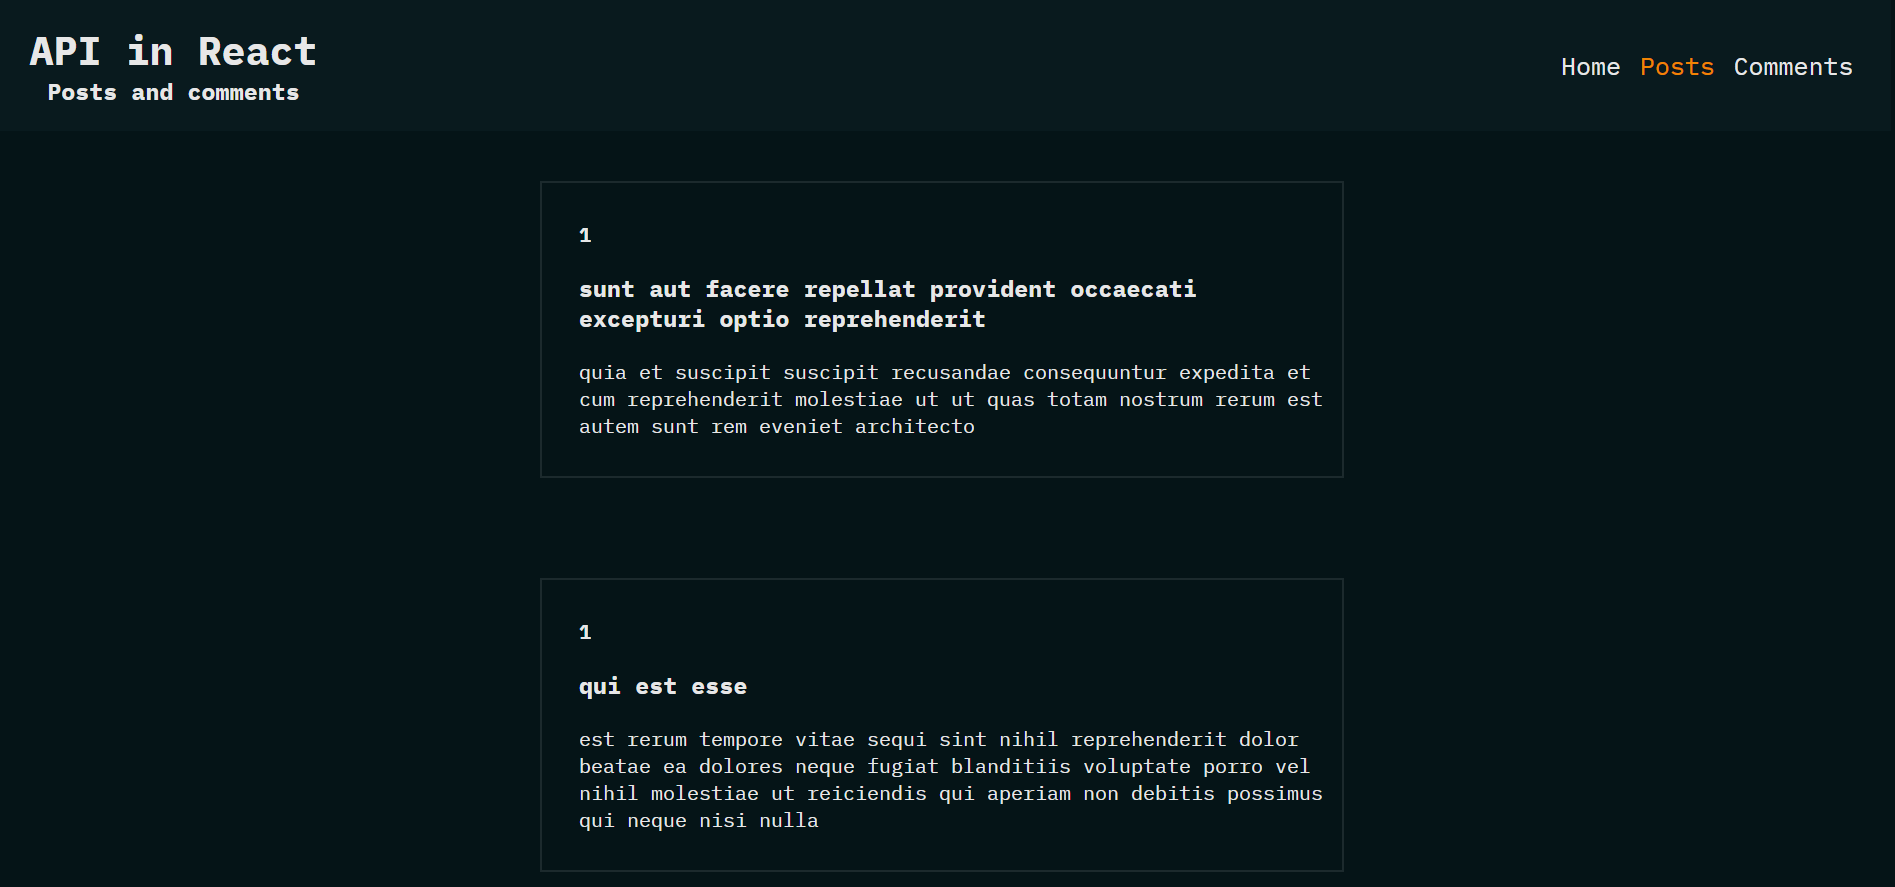 API in React
Posts and comments
Home Posts Comments
1
sunt aut facere repellat provident occaecati
excepturi optio reprehenderit
quia et suscipit suscipit recusandae consequuntur expedita et
cum reprehenderit molestiae ut ut quas totam nostrum rerum est
autem sunt rem eveniet architecto
1
qui est esse
est rerum tempore vitae sequi sint nihil reprehenderit dolor
beatae ea dolores neque fugiat blanditiis voluptate porro vel
nihil molestiae ut reiciendis qui aperiam non debitis possimus
qui neque nisi nulla